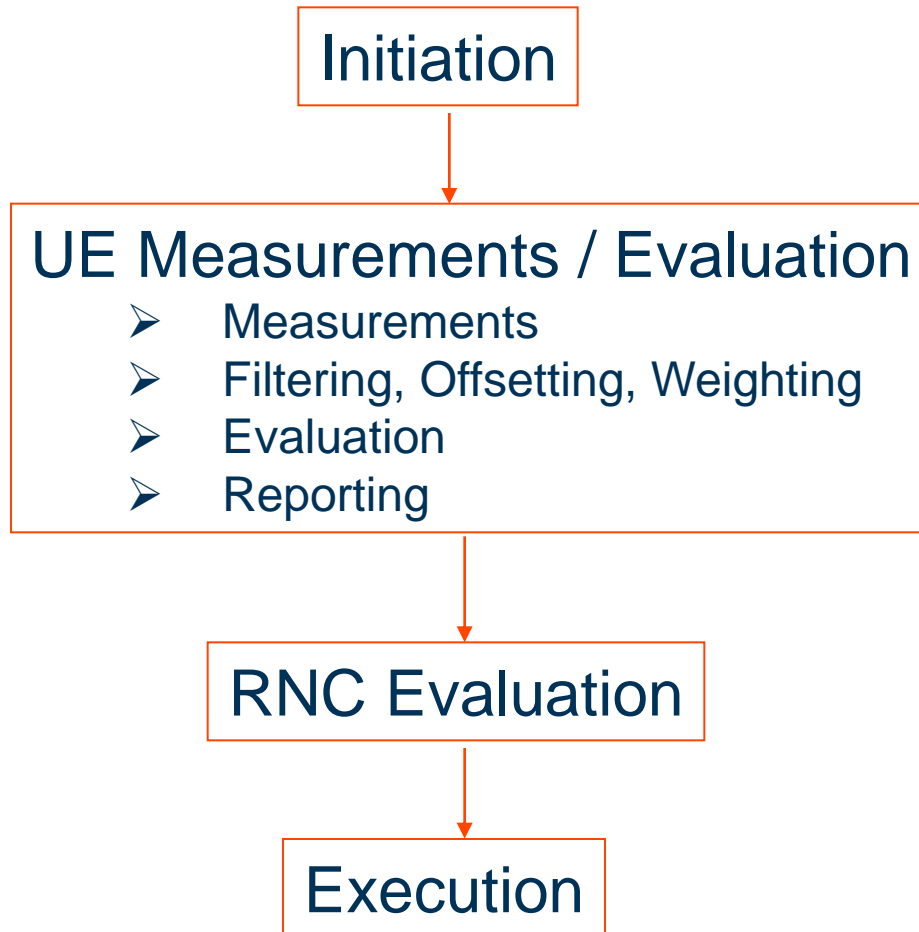 Initiation
UE Measurements / Evaluation
➢ Measurements
➢ Filtering, Offsetting, Weighting
➢ Evaluation
➢ Reporting
RNC Evaluation
Execution